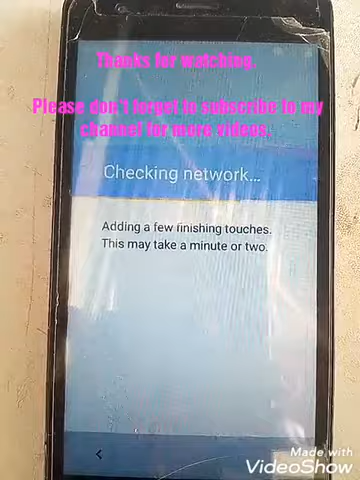 Thanks for watching.
Please don't forget to subscribe to my
channel for more videos.
Checking network...
Adding a few finishing touches.
This may take a minute or two.
Made with
VideoShow